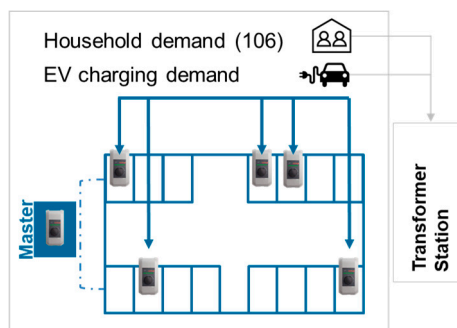 Household demand (106)
EV charging demand
Master
Transformer
Station